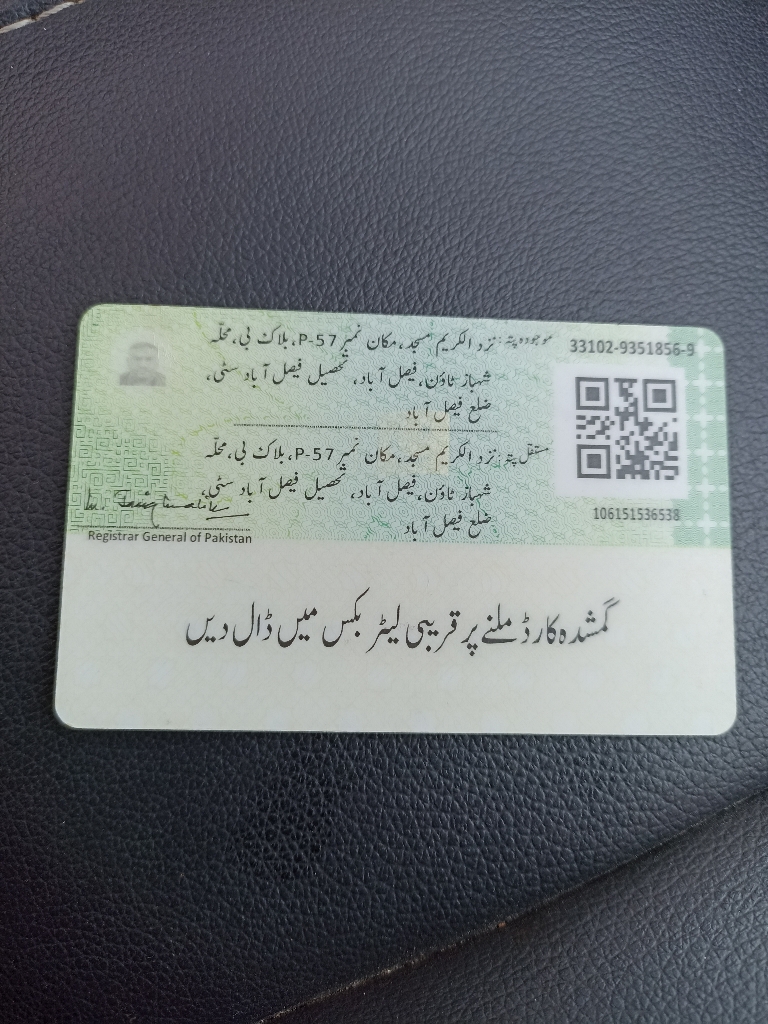 موجودہ پتہ: نزد الکریم مسجد، مکان نمبر P-57، بلاک بی، محلّہ
شہباز ٹاؤن، فیصل آباد، تحصیل فیصل آباد سٹی،
ضلع فیصل آباد
33102-9351856-9
مستقل پتہ: نزد الکریم مسجد، مکان نمبر P-57، بلاک بی، محلّہ
شہباز ٹاؤن، فیصل آباد، تحصیل فیصل آباد سٹی،
ضلع فیصل آباد
106151536538
Registrar General of Pakistan
گمشدہ کارڈ ملنے پر قریبی لیٹر بکس میں ڈال دیں